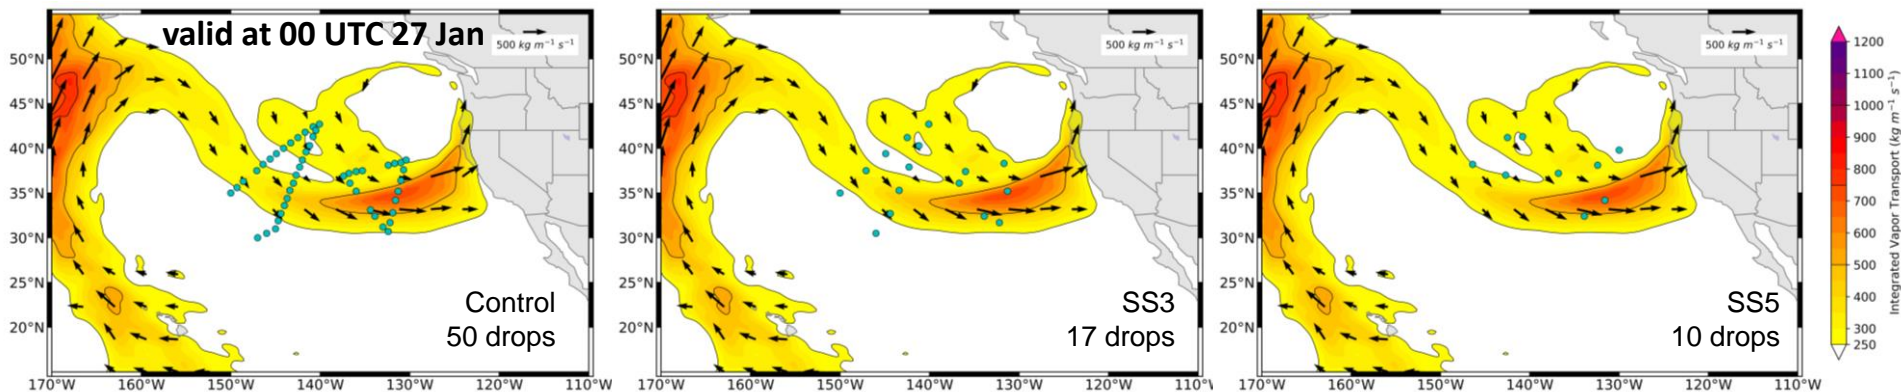 valid at 00 UTC 27 Jan
500 kg m⁻¹ s⁻¹
50°N
45°N
40°N
35°N
30°N
25°N
20°N
Control
50 drops
170°W 160°W 150°W 140°W 130°W 120°W 110°W
500 kg m⁻¹ s⁻¹
50°N
45°N
40°N
35°N
30°N
25°N
20°N
SS3
17 drops
170°W 160°W 150°W 140°W 130°W 120°W 110°
500 kg m⁻¹ s⁻¹
50°N
45°N
40°N
35°N
30°N
25°N
20°N
SS5
10 drops
170°W 160°W 150°W 140°W 130°W 120°W 110°W
1200
1100
1000
900
800
700
600
500
400
300
250
Integrated Vapor Transport (kg m⁻¹ s⁻¹)